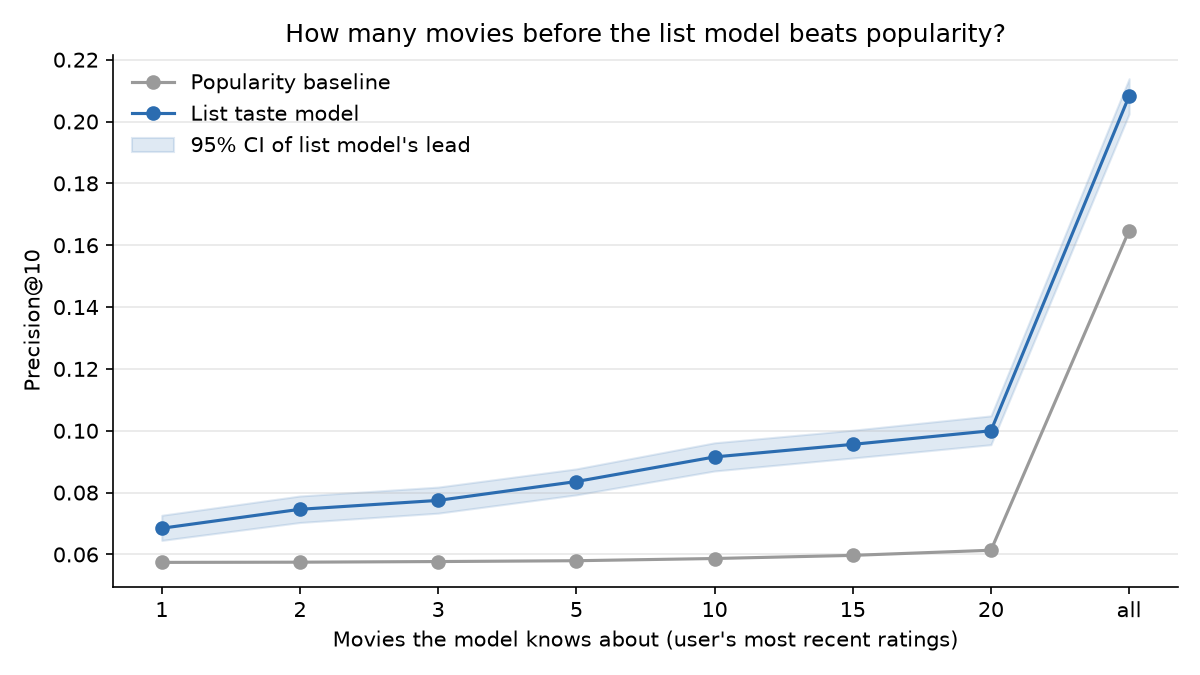 How many movies before the list model beats popularity?
Popularity baseline
List taste model
95% CI of list model's lead
0.22
0.20
0.18
0.16
0.14
0.12
0.10
0.08
0.06
Precision@10
1 2 3 5 10 15 20 all
Movies the model knows about (user's most recent ratings)